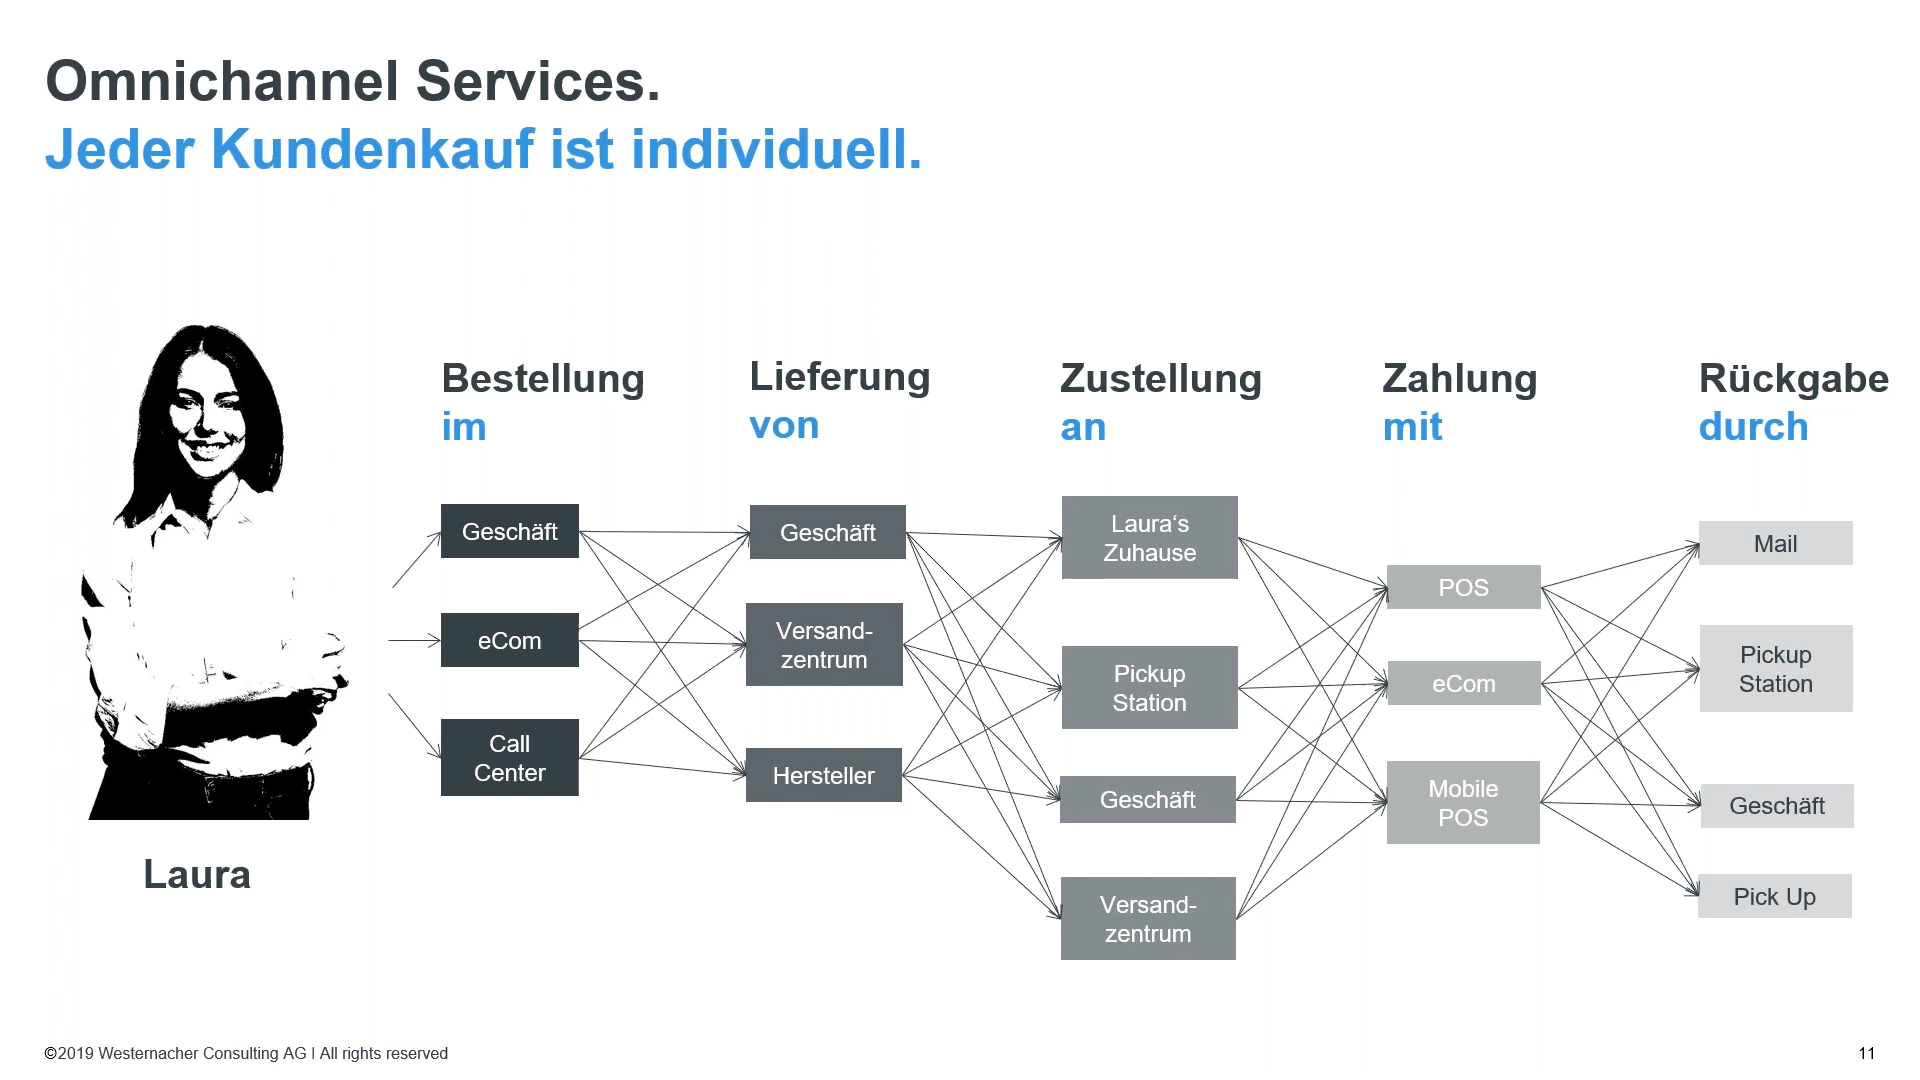 Omnichannel Services.
Jeder Kundenkauf ist individuell.
Bestellung
im
Lieferung
von
Zustellung
an
Zahlung
mit
Rückgabe
durch
Geschäft
eCom
Call
Center
Geschäft
Versand-
zentrum
Hersteller
Laura‘s
Zuhause
Pickup
Station
Geschäft
Versand-
zentrum
POS
eCom
Mobile
POS
Mail
Pickup
Station
Geschäft
Pick Up
Laura
©2019 Westernacher Consulting AG I All rights reserved
11